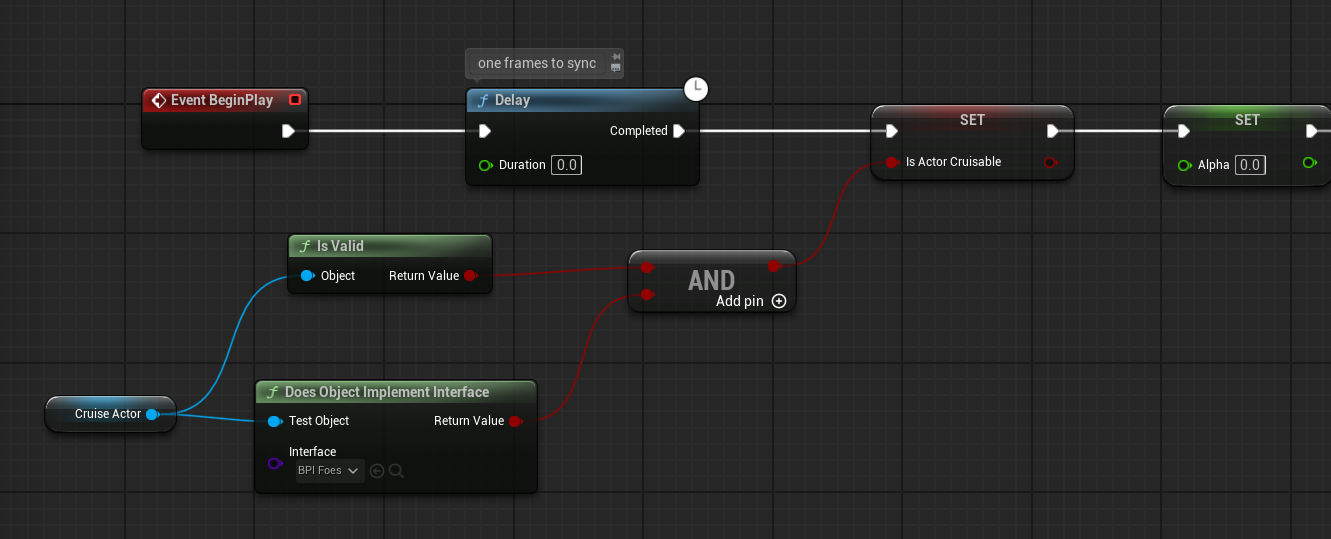 one frames to sync
Event BeginPlay
Delay
Completed
Duration 0.0
SET
Is Actor Cruisable
SET
Alpha 0.0
Is Valid
Object Return Value
AND
Add pin
Cruise Actor
Does Object Implement Interface
Test Object Return Value
Interface
BPI Foes